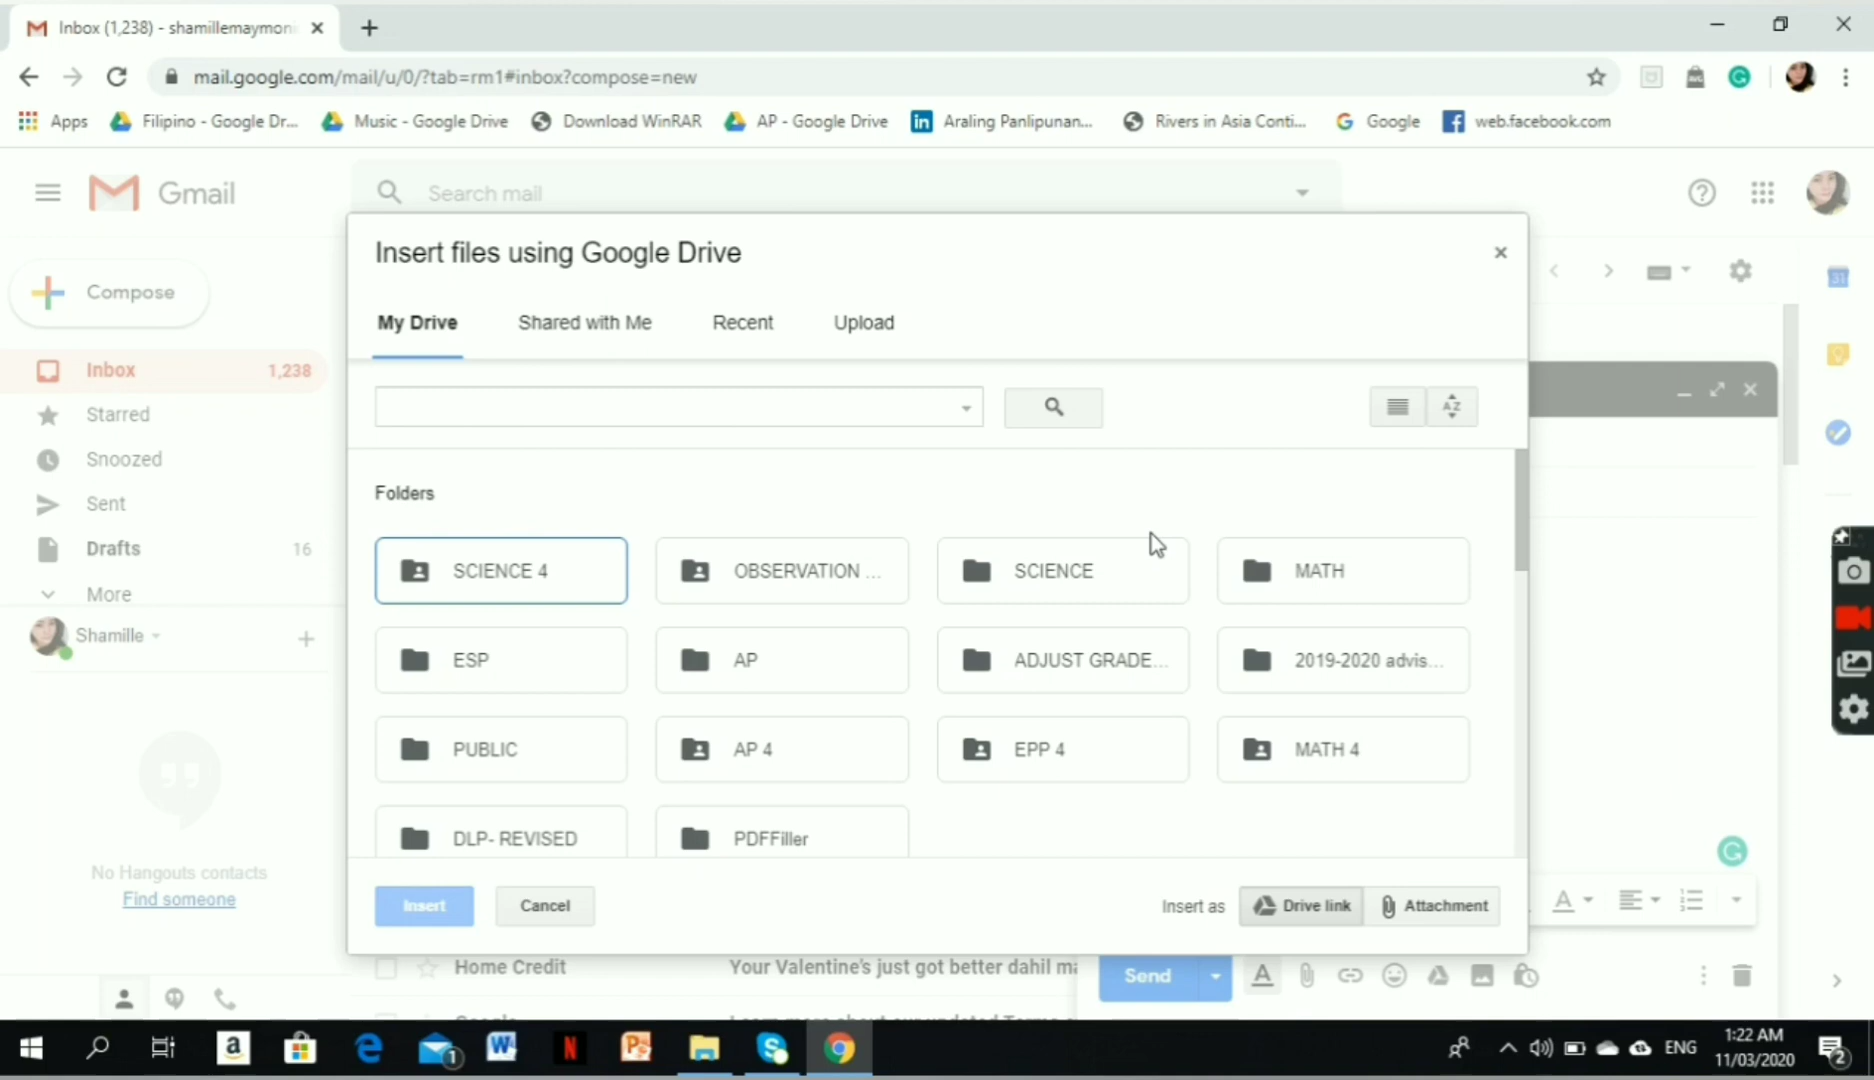 Inbox (1,238) - shamillemaymoni
mail.google.com/mail/u/0/?tab=rm1#inbox?compose=new
Apps
Filipino - Google Dr...
Music - Google Drive
Download WinRAR
AP - Google Drive
Araling Panlipunan...
Rivers in Asia Conti...
Google
web.facebook.com
Gmail
Search mail
Compose
Inbox 1,238
Starred
Snoozed
Sent
Drafts 16
More
Shamille
No Hangouts contacts
Find someone
Insert files using Google Drive
My Drive
Shared with Me
Recent
Upload
AZ
Folders
SCIENCE 4
OBSERVATION ...
SCIENCE
MATH
ESP
AP
ADJUST GRADE...
2019-2020 advis...
PUBLIC
AP 4
EPP 4
MATH 4
DLP- REVISED
PDFFiller
Insert
Cancel
Insert as
Drive link
Attachment
31
Home Credit
Your Valentine's just got better dahil ma
Send
ENG
1:22 AM
11/03/2020